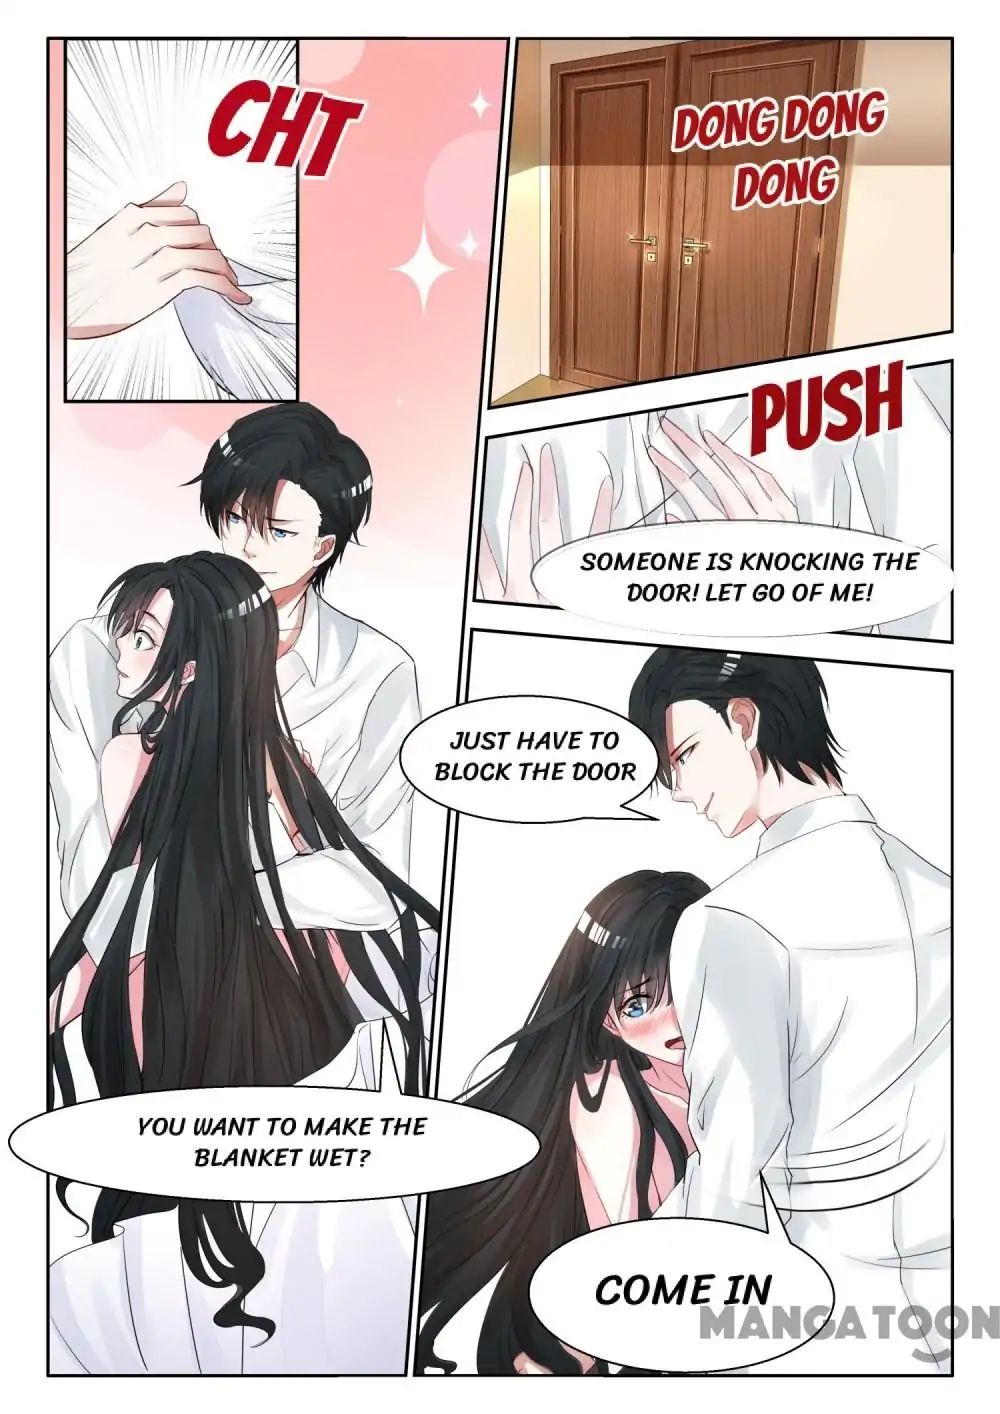 CHT
DONG DONG
DONG
PUSH
SOMEONE IS KNOCKING THE
DOOR! LET GO OF ME!
JUST HAVE TO
BLOCK THE DOOR
YOU WANT TO MAKE THE
BLANKET WET?
COME IN
MANGATOON